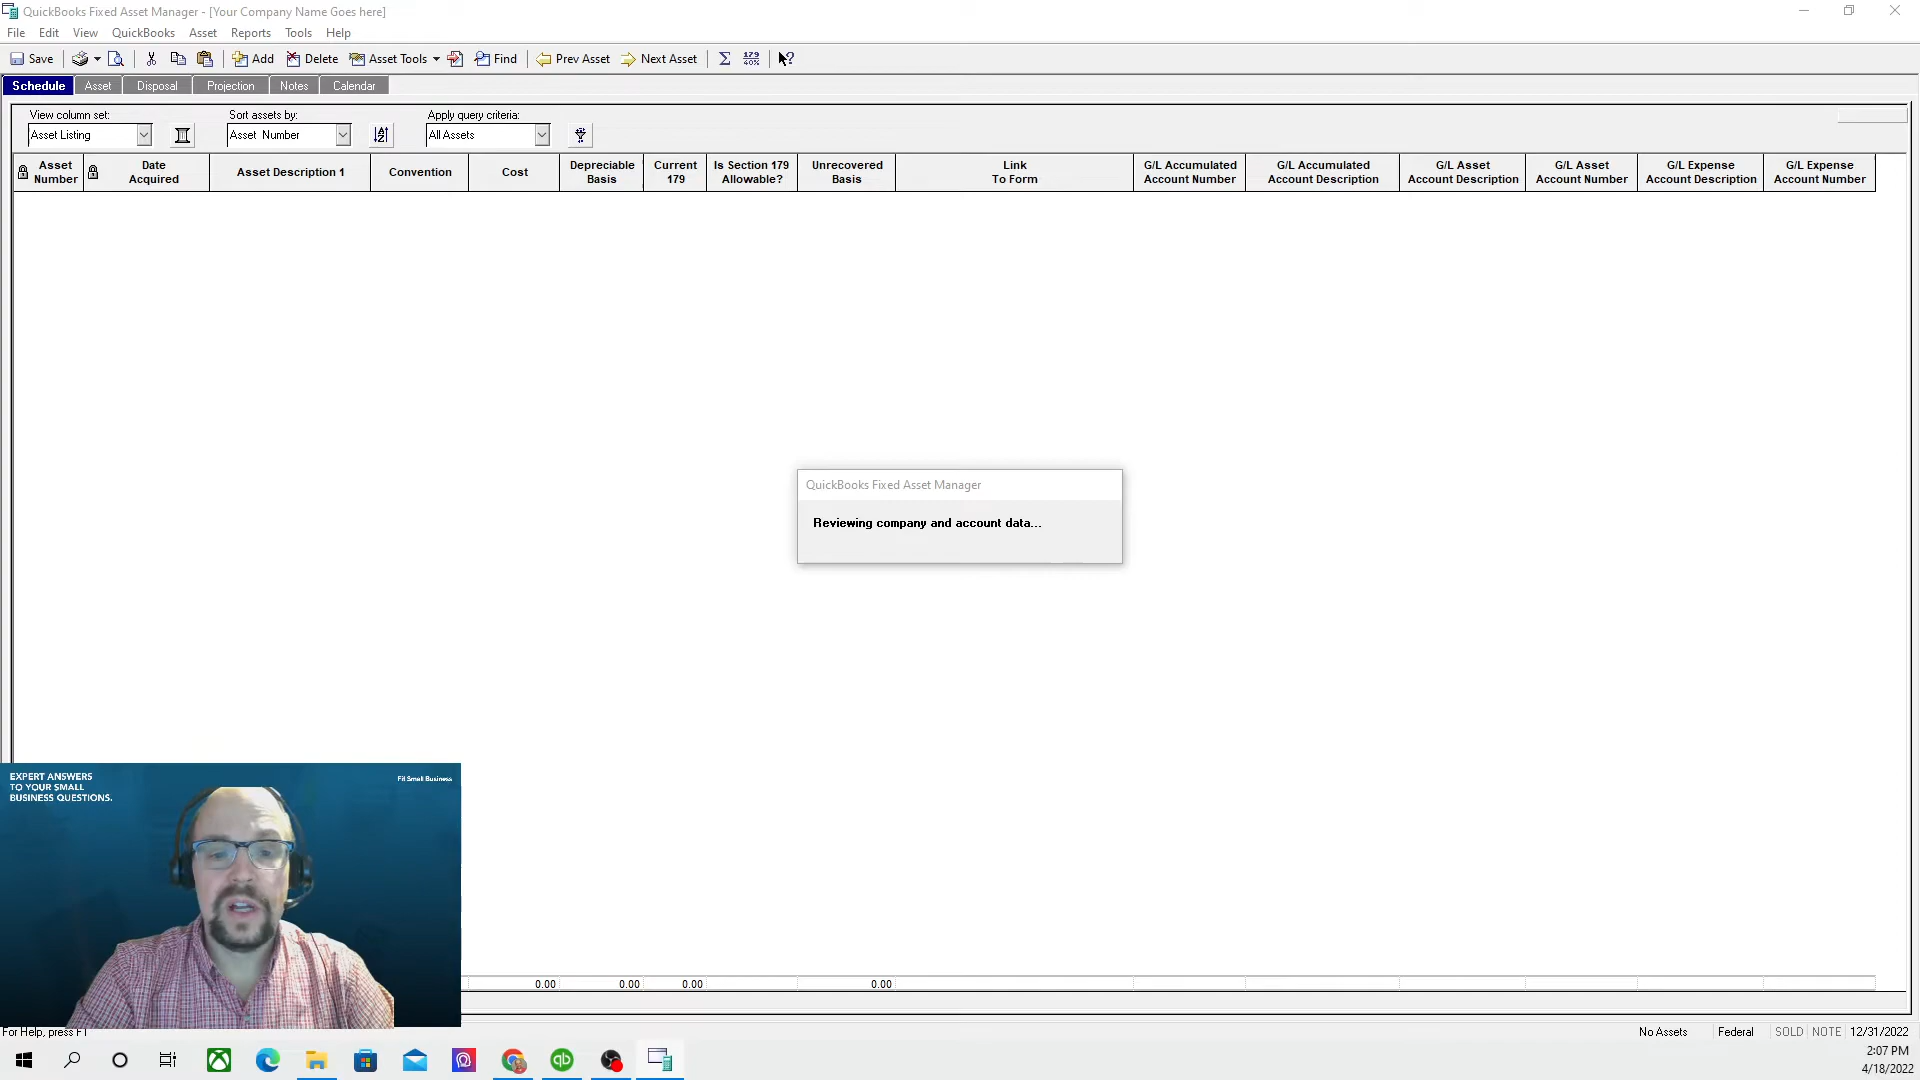 QuickBooks Fixed Asset Manager - [Your Company Name Goes here]
File Edit View QuickBooks Asset Reports Tools Help
Save Add Delete Asset Tools Find Prev Asset Next Asset Σ 179 40%
Schedule Asset Disposal Projection Notes Calendar
View column set: Sort assets by: Apply query criteria:
Asset Listing Asset Number All Assets
Asset Number Date Acquired Asset Description 1 Convention Cost Depreciable Basis Current 179 Is Section 179 Allowable? Unrecovered Basis Link To Form G/L Accumulated Account Number G/L Accumulated Account Description G/L Asset Account Description G/L Asset Account Number G/L Expense Account Description G/L Expense Account Number
QuickBooks Fixed Asset Manager
Reviewing company and account data...
EXPERT ANSWERS
TO YOUR SMALL
BUSINESS QUESTIONS.
Fit Small Business
0.00 0.00 0.00 0.00
For Help, press F1
No Assets Federal SOLD NOTE 12/31/2022
2:07 PM
4/18/2022